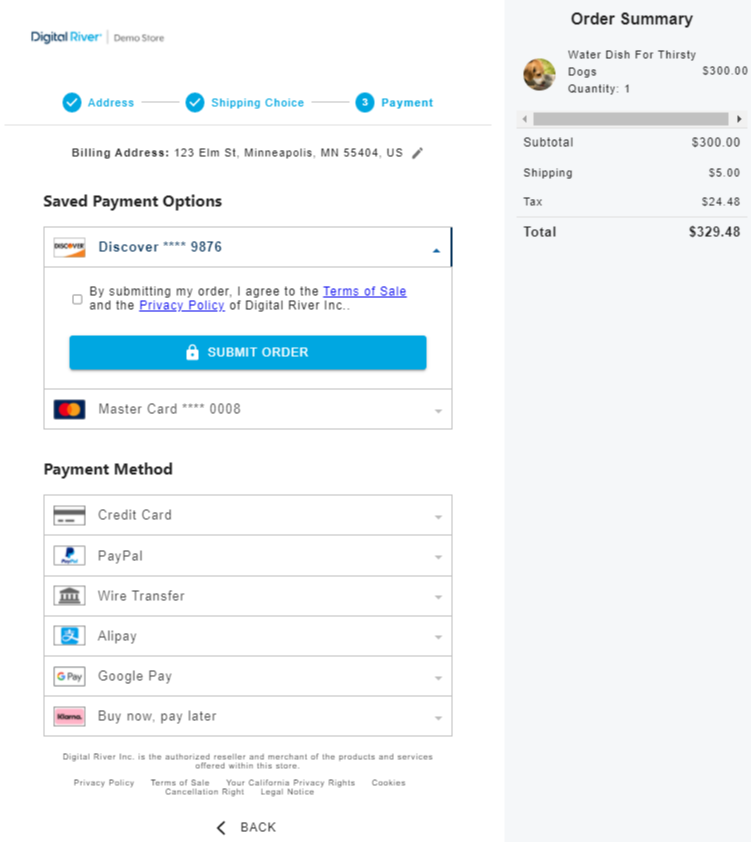 Digital River® Demo Store
Address
Shipping Choice
3 Payment
Billing Address: 123 Elm St, Minneapolis, MN 55404, US
Saved Payment Options
DISCOVER Discover **** 9876
By submitting my order, I agree to the Terms of Sale
and the Privacy Policy of Digital River Inc..
SUBMIT ORDER
Master Card **** 0008
Payment Method
Credit Card
PayPal PayPal
Wire Transfer
Alipay
G Pay Google Pay
Klarna. Buy now, pay later
Digital River Inc. is the authorized reseller and merchant of the products and services
offered within this store.
Privacy Policy Terms of Sale Your California Privacy Rights Cookies
Cancellation Right Legal Notice
BACK
Order Summary
Water Dish For Thirsty
Dogs $300.00
Quantity: 1
Subtotal $300.00
Shipping $5.00
Tax $24.48
Total $329.48